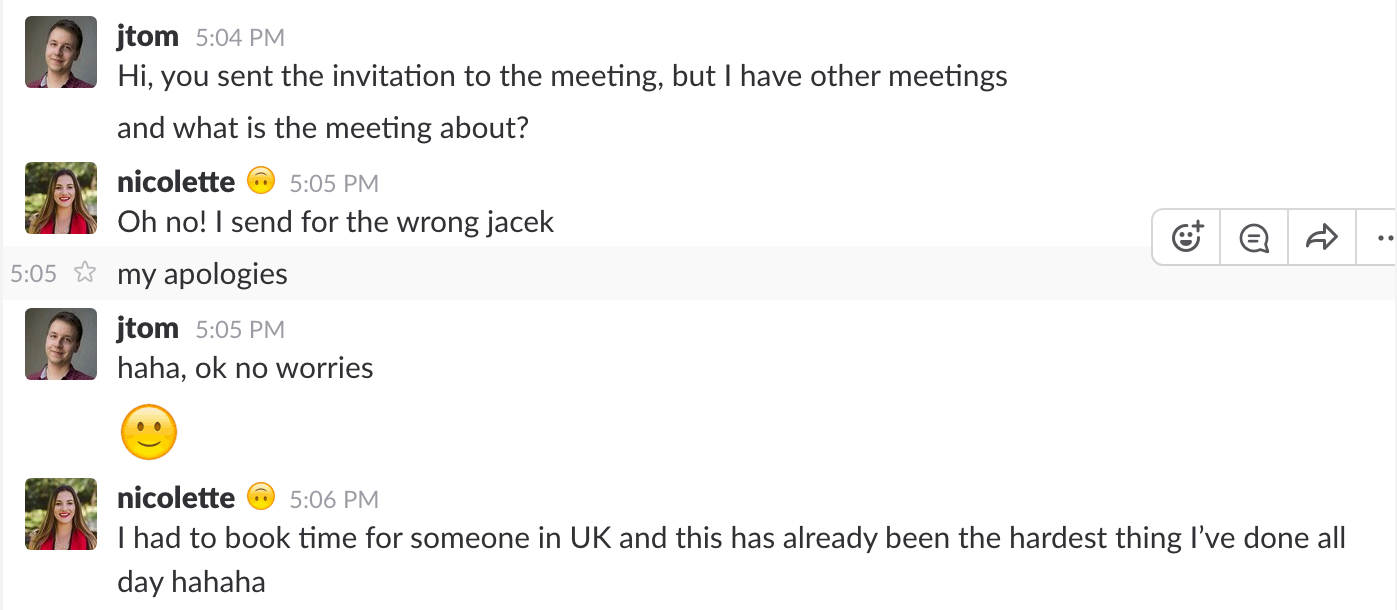 jtom 5:04 PM
Hi, you sent the invitation to the meeting, but I have other meetings
and what is the meeting about?
nicolette 🙃 5:05 PM
Oh no! I send for the wrong jacek
5:05 my apologies
jtom 5:05 PM
haha, ok no worries
🙂
nicolette 🙃 5:06 PM
I had to book time for someone in UK and this has already been the hardest thing I’ve done all
day hahaha